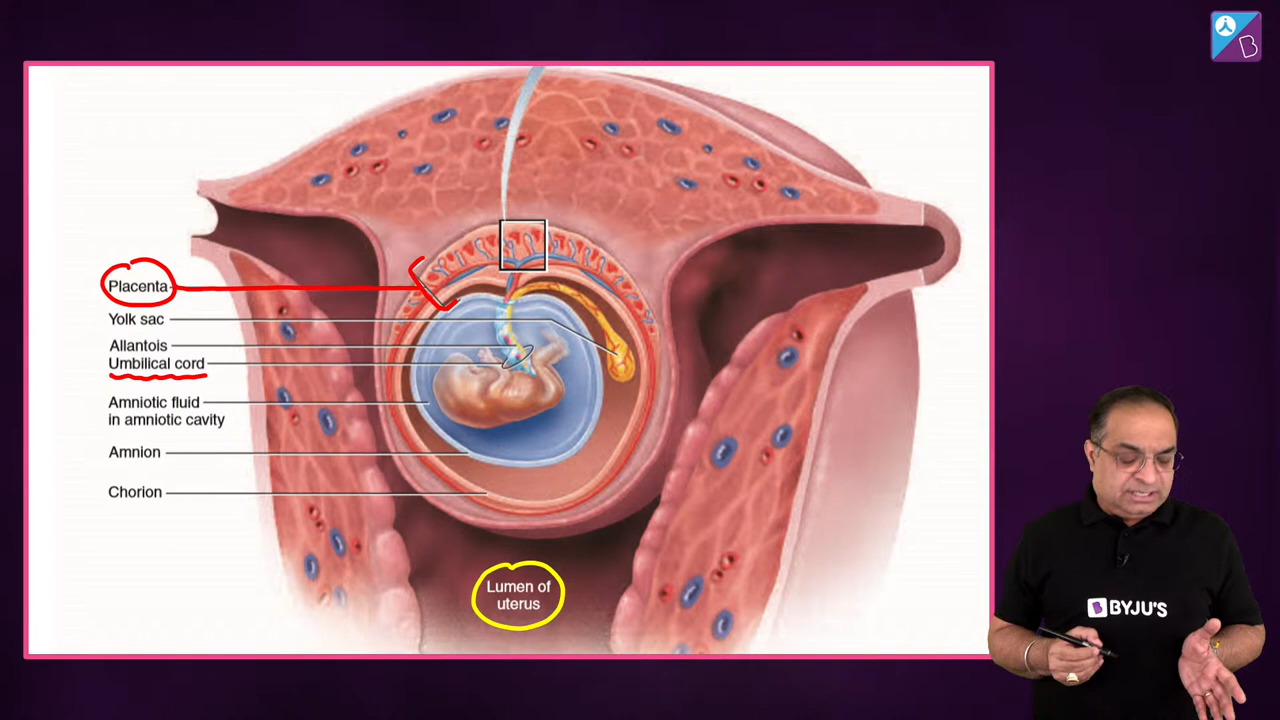 Placenta
Yolk sac
Allantois
Umbilical cord
Amniotic fluid
in amniotic cavity
Amnion
Chorion
Lumen of
uterus
B
BYJU'S